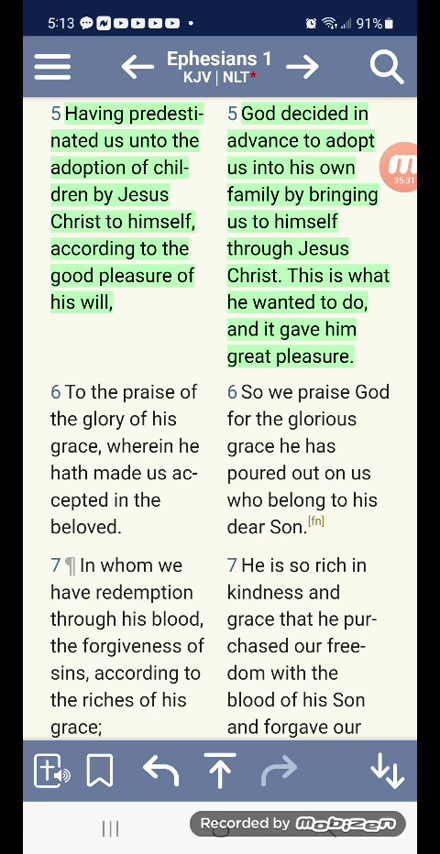 5:13 91%
Ephesians 1
KJV | NLT*
5 Having predesti-
nated us unto the
adoption of chil-
dren by Jesus
Christ to himself,
according to the
good pleasure of
his will,
5 God decided in
advance to adopt
us into his own
family by bringing
us to himself
through Jesus
Christ. This is what
he wanted to do,
and it gave him
great pleasure.
35:31
6 To the praise of
the glory of his
grace, wherein he
hath made us ac-
cepted in the
beloved.
6 So we praise God
for the glorious
grace he has
poured out on us
who belong to his
dear Son.[fn]
7 ¶ In whom we
have redemption
through his blood,
the forgiveness of
sins, according to
the riches of his
grace;
7 He is so rich in
kindness and
grace that he pur-
chased our free-
dom with the
blood of his Son
and forgave our
Recorded by mobizen